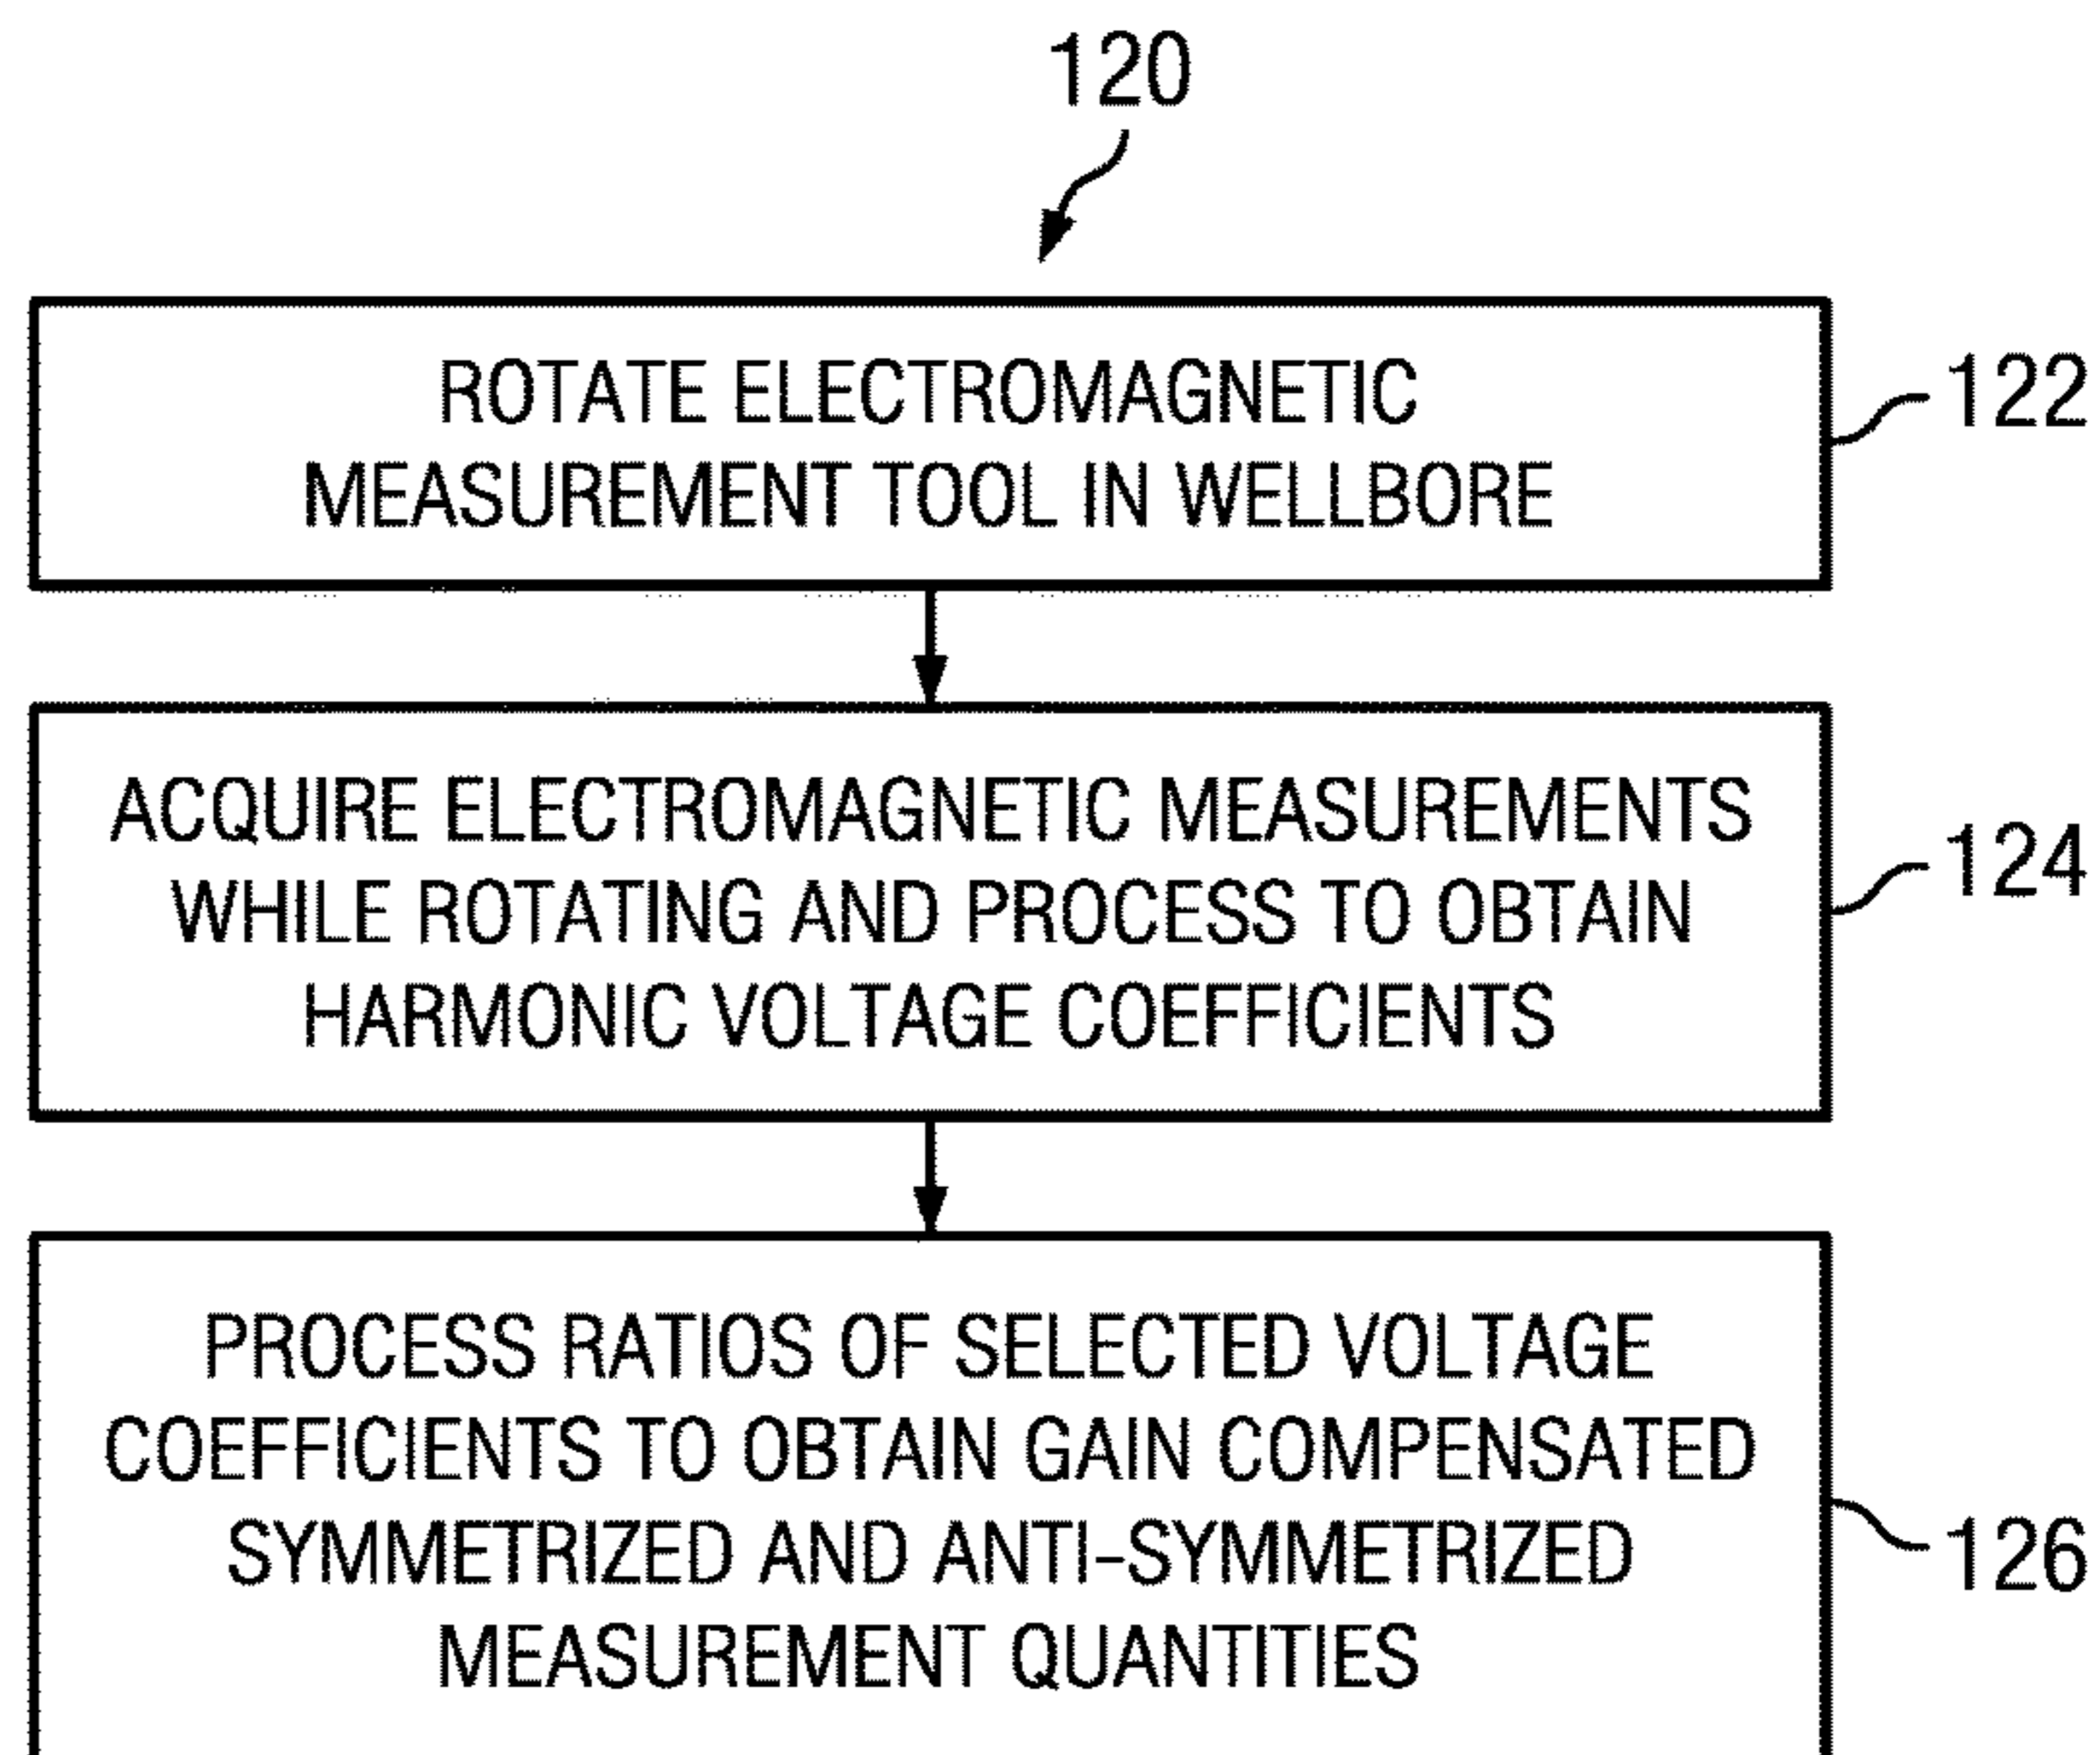 120
ROTATE ELECTROMAGNETIC
MEASUREMENT TOOL IN WELLBORE
122
ACQUIRE ELECTROMAGNETIC MEASUREMENTS
WHILE ROTATING AND PROCESS TO OBTAIN
HARMONIC VOLTAGE COEFFICIENTS
124
PROCESS RATIOS OF SELECTED VOLTAGE
COEFFICIENTS TO OBTAIN GAIN COMPENSATED
SYMMETRIZED AND ANTI-SYMMETRIZED
MEASUREMENT QUANTITIES
126